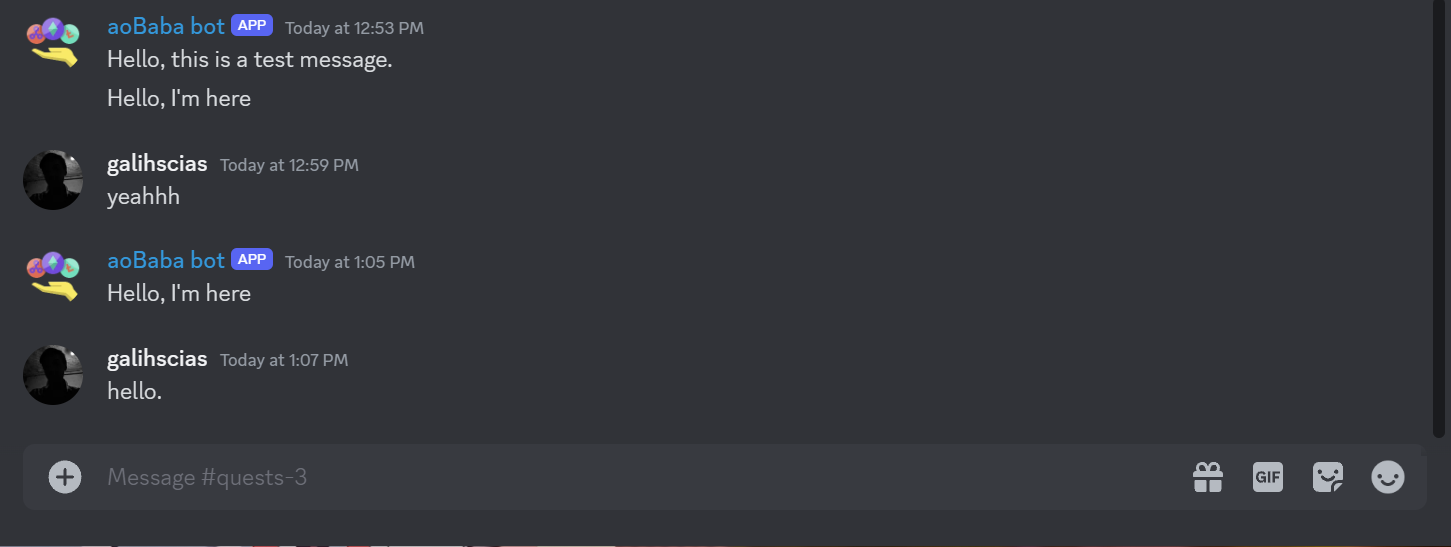 aoBaba bot APP Today at 12:53 PM
Hello, this is a test message.
Hello, I'm here
galihscias Today at 12:59 PM
yeahhh
aoBaba bot APP Today at 1:05 PM
Hello, I'm here
galihscias Today at 1:07 PM
hello.
Message #quests-3 GIF